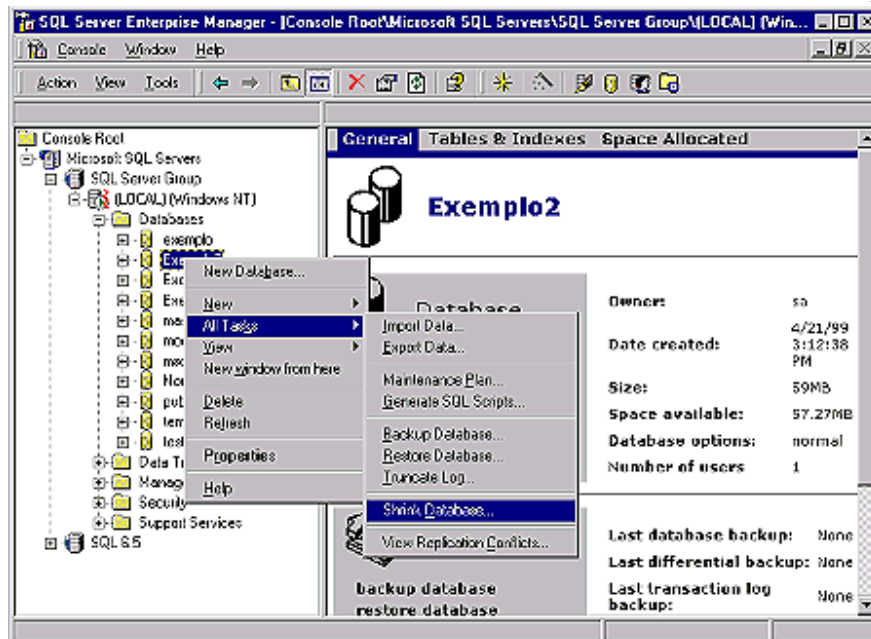 SQL Server Enterprise Manager - [Console Root\Microsoft SQL Servers\SQL Server Group\(LOCAL) (Win...
Console Window Help
Action View Tools
Console Root
Microsoft SQL Servers
SQL Server Group
(LOCAL) (Windows NT)
Databases
exemplo
Data
Manag
Security
Support Services
SQL 6.5
New Database...
New
All Tasks
View
New window from here
Delete
Refresh
Properties
Help
Import Data...
Export Data...
Maintenance Plan...
Generate SQL Scripts...
Backup Database...
Restore Database...
Truncate Log...
Shrink Database...
View Replication Conflicts...
General Tables & Indexes Space Allocated
Exemplo2
Database
Owner: sa
Date created: 4/21/99
3:12:38
PM
Size: 59MB
Space available: 57.27MB
Database options: normal
Number of users 1
Last database backup: None
Last differential backup: None
Last transaction log
backup: None
backup database
restore database